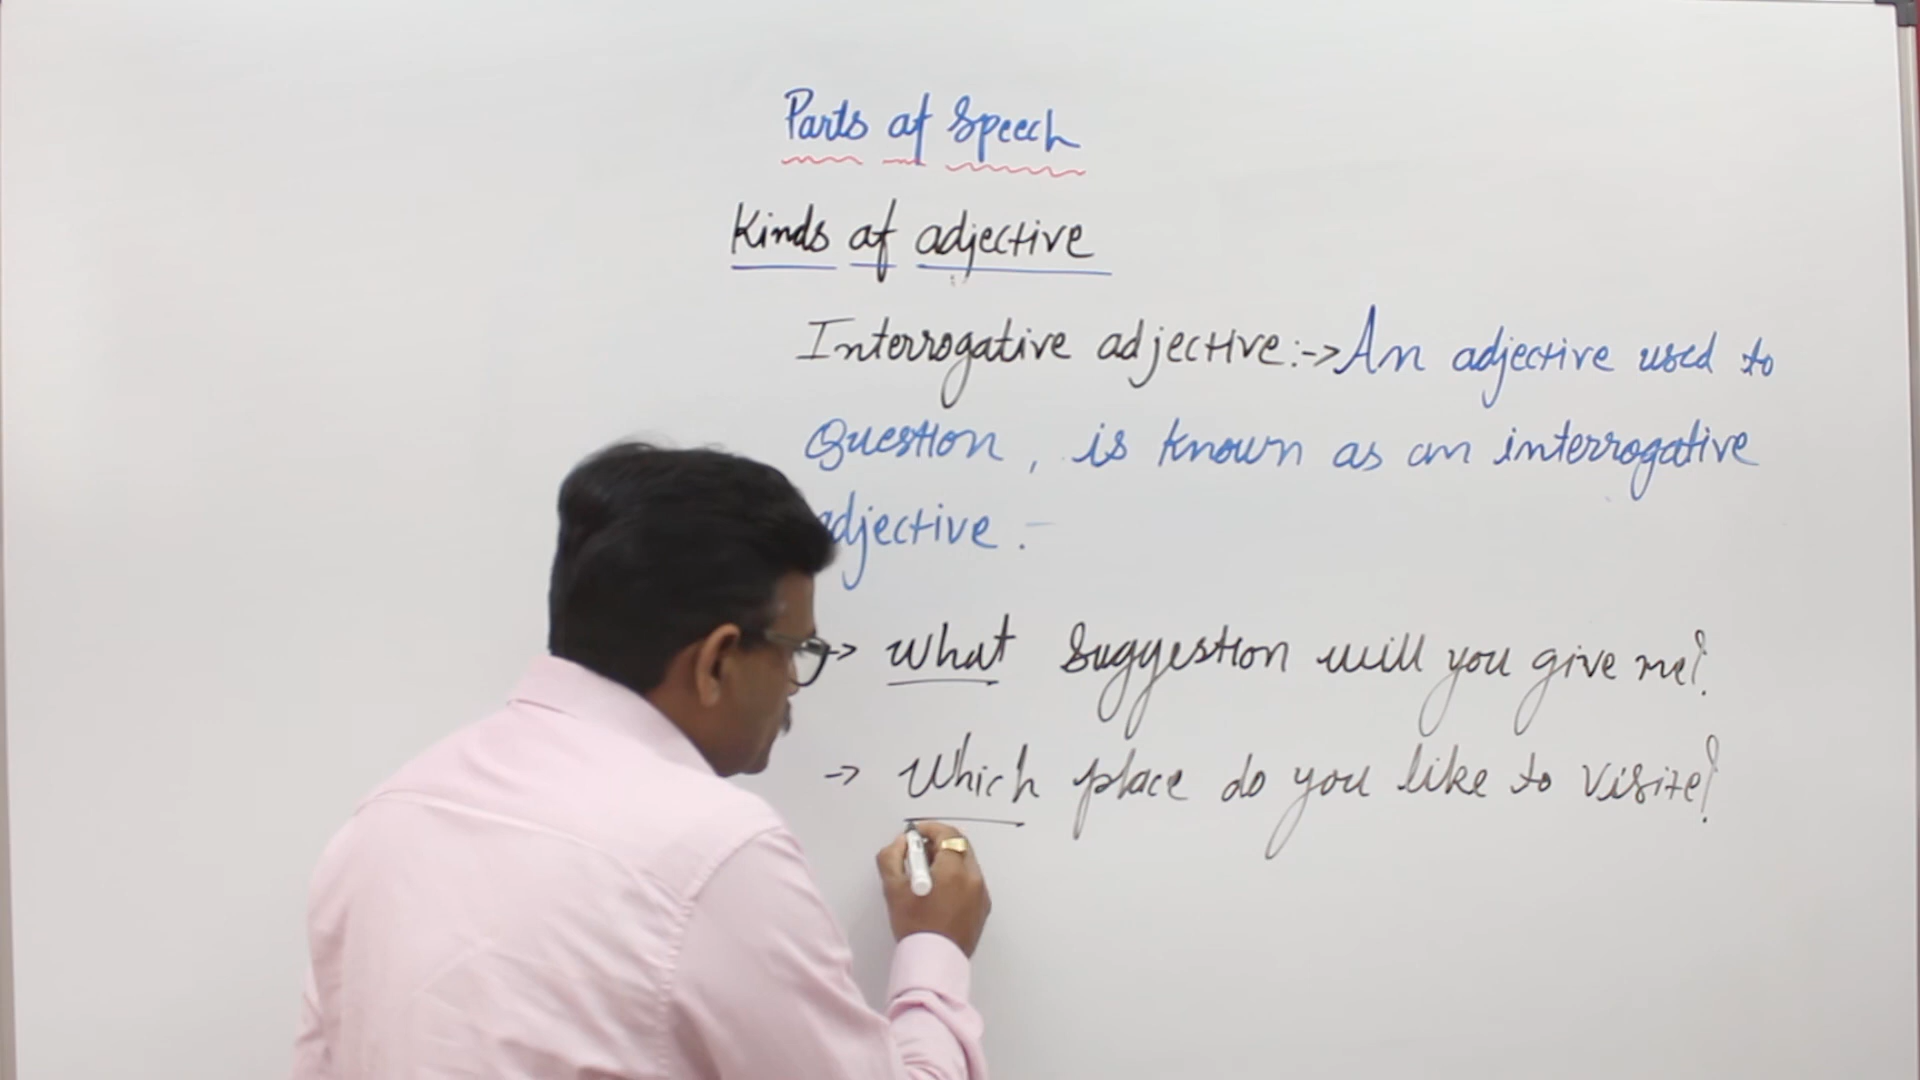 Parts of Speech
Kinds of adjective
Interrogative adjective:-> An adjective used to
Question, is known as an interrogative
adjective :-
-> what Suggestion will you give me?
-> Which place do you like to visite?